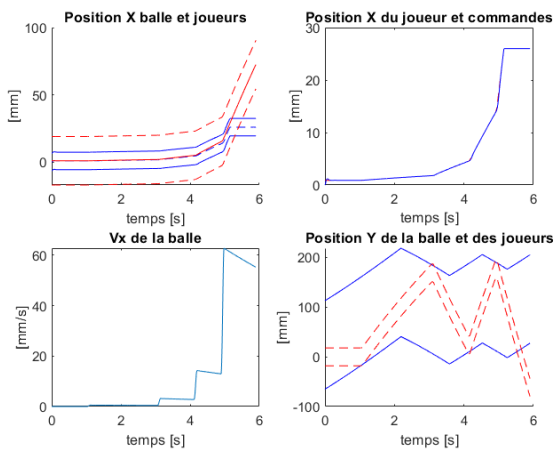 Position X balle et joueurs
100
50
0
[mm]
0 2 4 6
temps [s]
Position X du joueur et commandes
30
20
10
0
[mm]
0 2 4 6
temps [s]
Vx de la balle
60
40
20
0
[mm/s]
0 2 4 6
temps [s]
Position Y de la balle et des joueurs
200
100
0
-100
[mm]
0 2 4 6
temps [s]